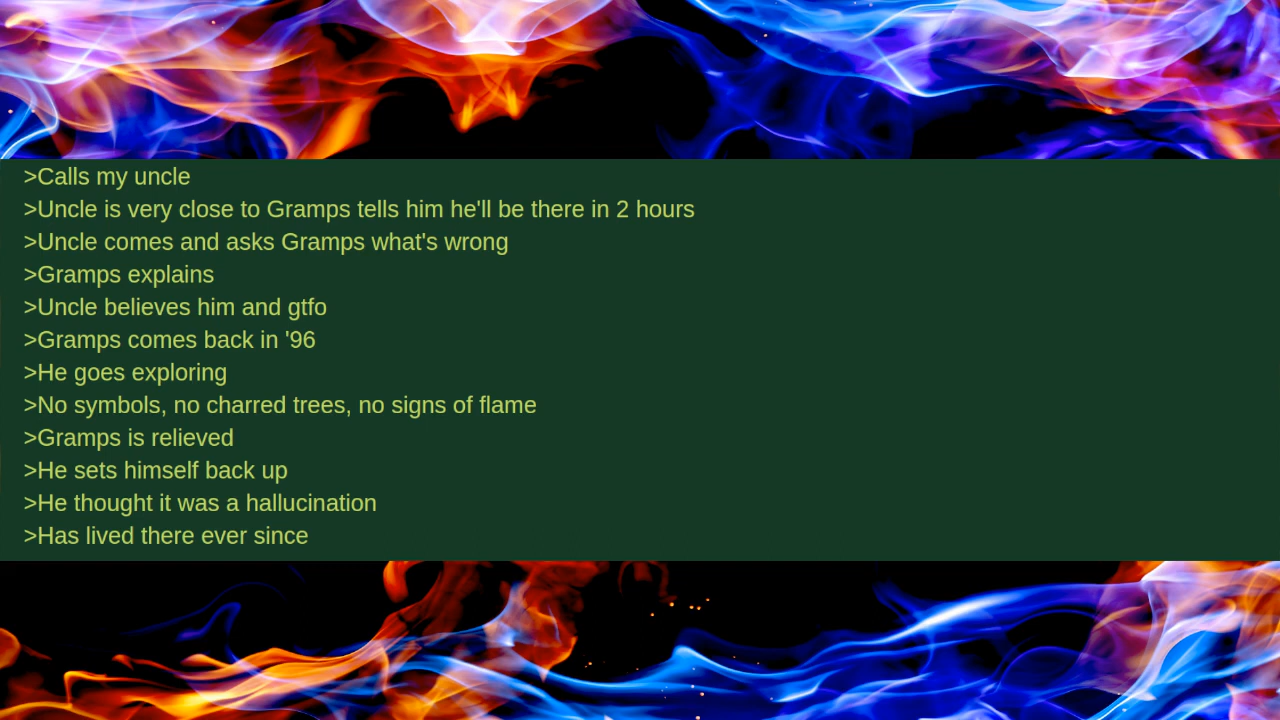 >Calls my uncle
>Uncle is very close to Gramps tells him he'll be there in 2 hours
>Uncle comes and asks Gramps what's wrong
>Gramps explains
>Uncle believes him and gtfo
>Gramps comes back in '96
>He goes exploring
>No symbols, no charred trees, no signs of flame
>Gramps is relieved
>He sets himself back up
>He thought it was a hallucination
>Has lived there ever since